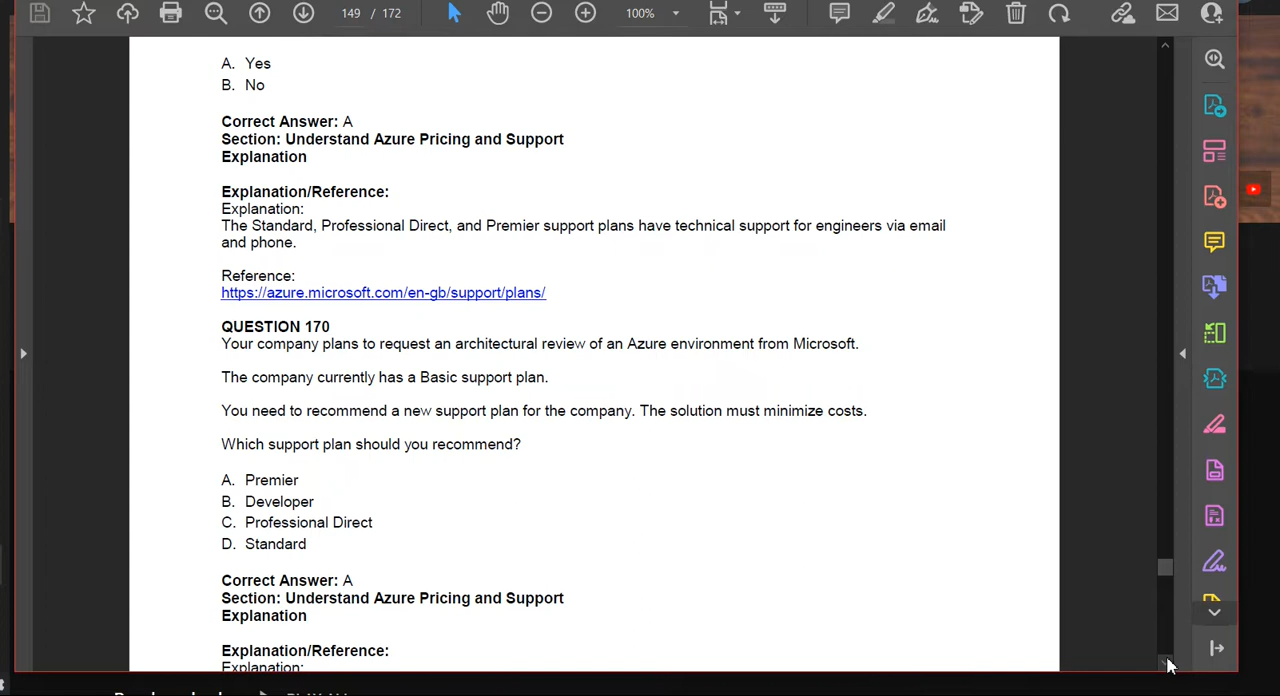 149 / 172
100%
A. Yes
B. No
Correct Answer: A
Section: Understand Azure Pricing and Support
Explanation
Explanation/Reference:
Explanation:
The Standard, Professional Direct, and Premier support plans have technical support for engineers via email
and phone.
Reference:
https://azure.microsoft.com/en-gb/support/plans/
QUESTION 170
Your company plans to request an architectural review of an Azure environment from Microsoft.
The company currently has a Basic support plan.
You need to recommend a new support plan for the company. The solution must minimize costs.
Which support plan should you recommend?
A. Premier
B. Developer
C. Professional Direct
D. Standard
Correct Answer: A
Section: Understand Azure Pricing and Support
Explanation
Explanation/Reference:
Explanation: